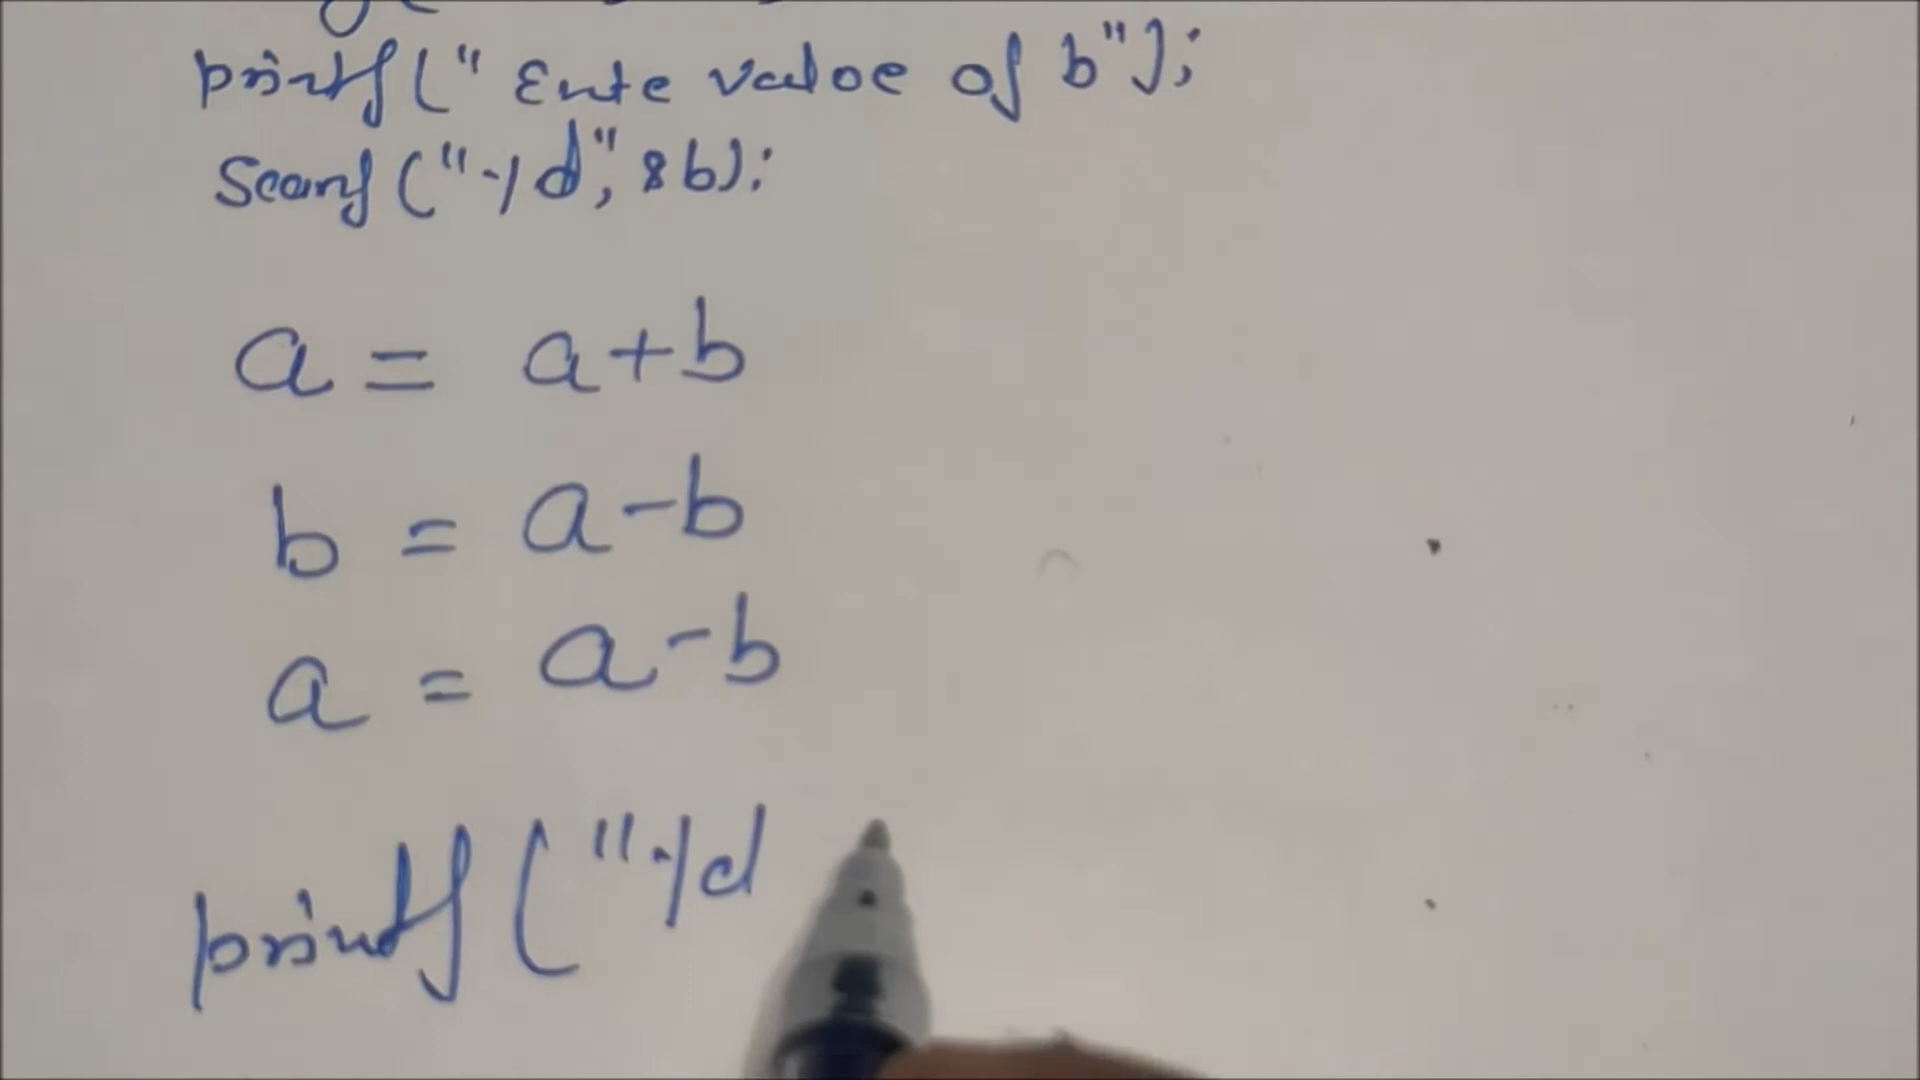 printf(" Ente value of b");
Scanf ("%d", &b);
a = a+b
b = a-b
a = a-b
printf ("%d